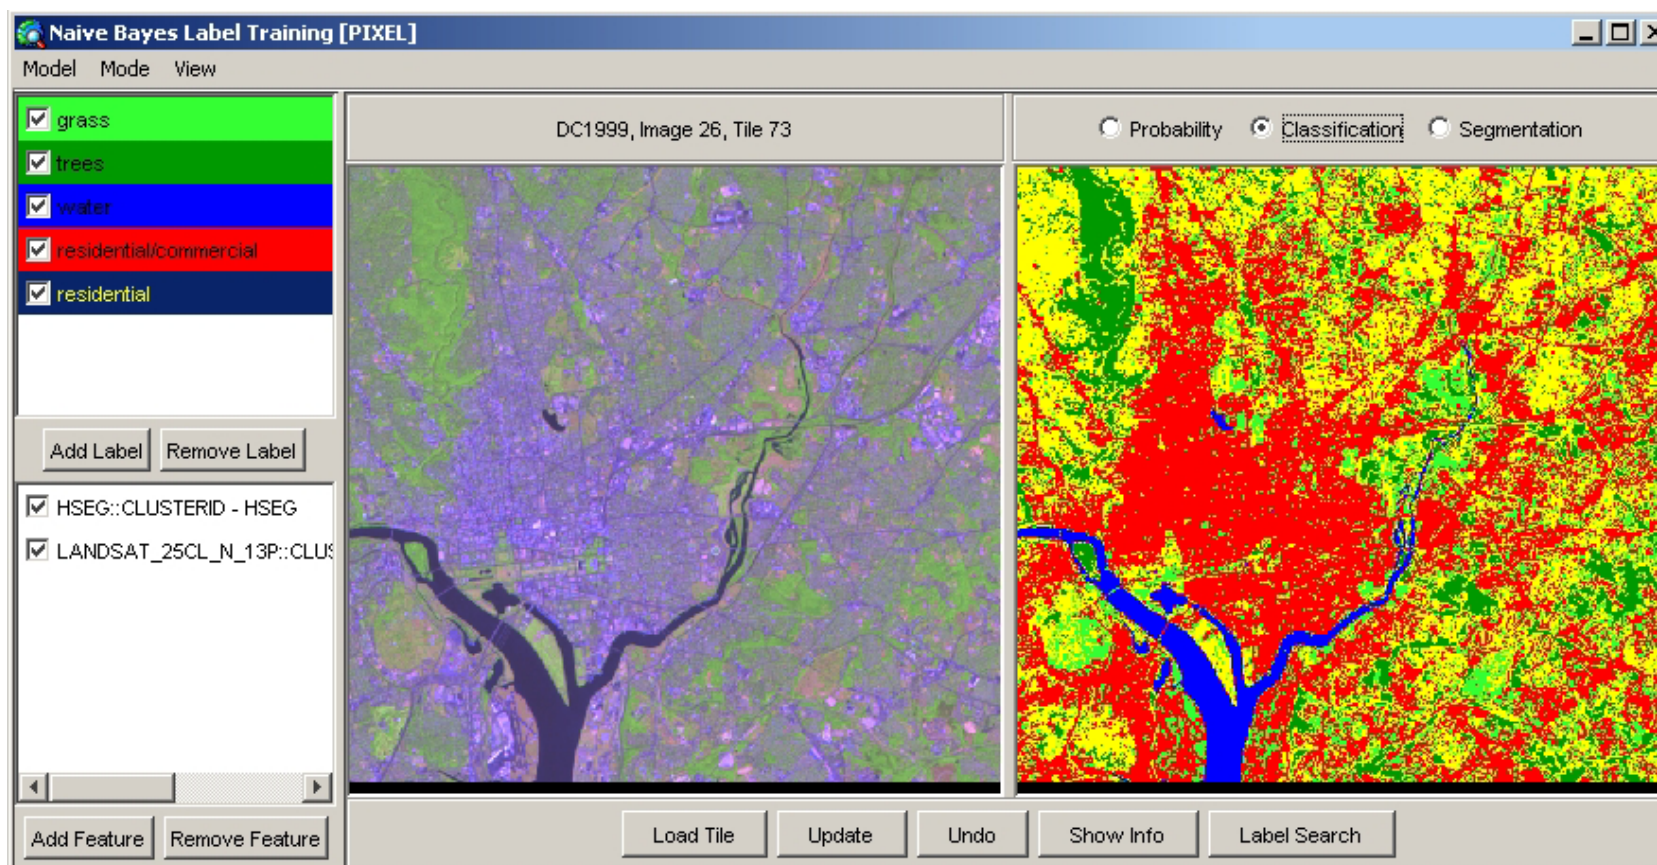 Naive Bayes Label Training [PIXEL]
Model Mode View
grass
trees
water
residential/commercial
residential
Add Label Remove Label
HSEG::CLUSTERID - HSEG
LANDSAT_25CL_N_13P::CLUS
Add Feature Remove Feature
DC1999, Image 26, Tile 73
Probability Classification Segmentation
Load Tile Update Undo Show Info Label Search